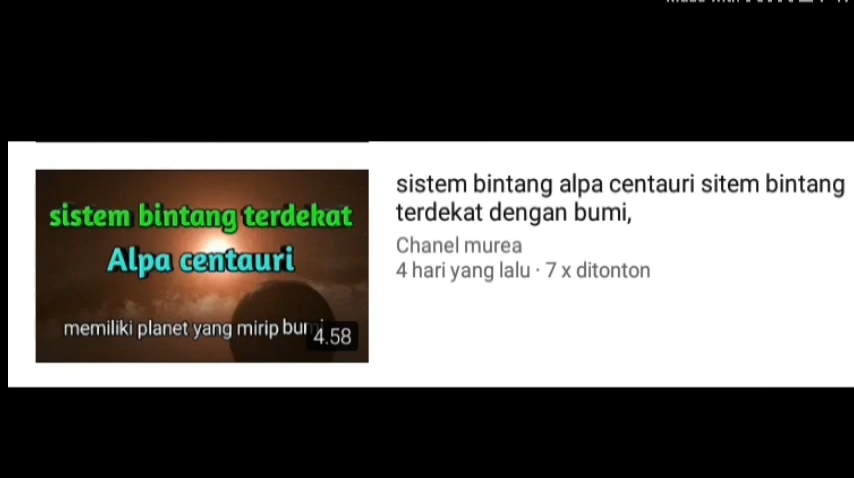 sistem bintang terdekat
Alpa centauri
memiliki planet yang mirip
4.58
sistem bintang alpa centauri sitem bintang
terdekat dengan bumi,
Chanel murea
4 hari yang lalu · 7 x ditonton